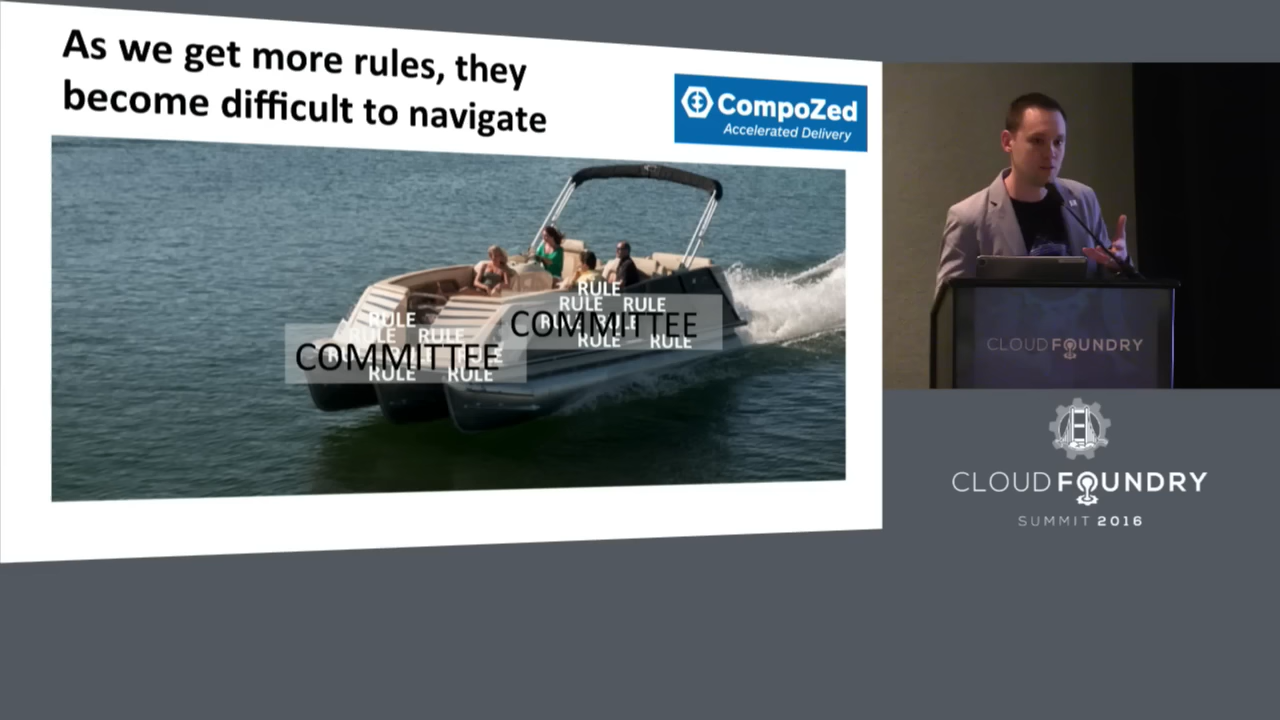 As we get more rules, they
become difficult to navigate
CompoZed
Accelerated Delivery
RULE
RULE RULE
COMMITTEE
RULE RULE
RULE
RULE
COMMITTEE
RULE RULE
CLOUD FOUNDRY
CLOUD FOUNDRY
SUMMIT 2016